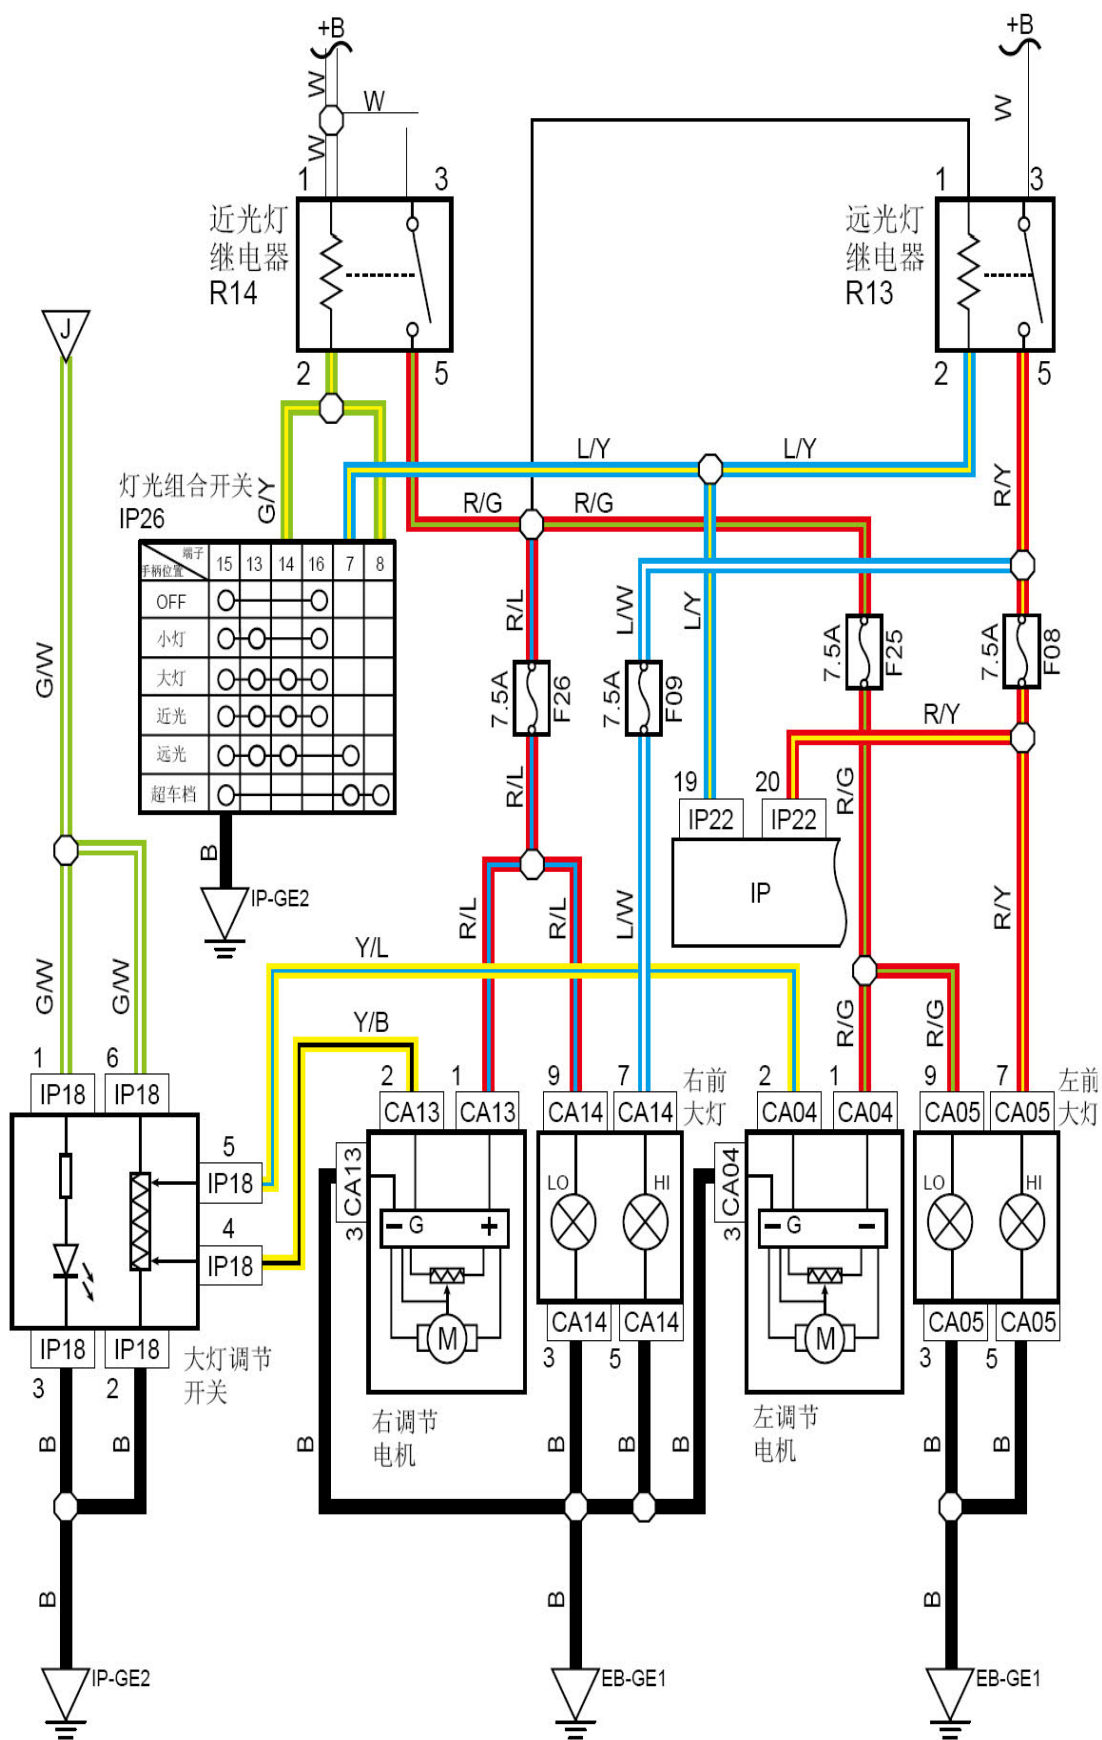 +B
+B
W
W
W
W
1
3
1
3
近光灯
继电器
R14
远光灯
继电器
R13
J
2
5
2
5
L/Y
L/Y
R/Y
灯光组合开关
IP26
G/Y
R/G
R/G
端子
手柄位置
15
13
14
16
7
8
OFF
小灯
大灯
近光
远光
超车档
G/W
R/L
L/W
L/Y
7.5A
F26
7.5A
F09
7.5A
F25
7.5A
F08
R/Y
R/L
19
20
R/G
IP22
IP22
B
IP-GE2
IP
R/L
R/L
L/W
R/Y
Y/L
G/W
G/W
Y/B
R/G
R/G
1
6
2
1
9
7
右前
大灯
2
1
9
7
左前
大灯
IP18
IP18
CA13
CA13
CA14
CA14
CA04
CA04
CA05
CA05
5
IP18
4
IP18
CA13
3
G
M
LO
HI
CA04
3
G
M
LO
HI
IP18
IP18
3
2
大灯调节
开关
CA14
CA14
3
5
CA05
CA05
3
5
右调节
电机
左调节
电机
B
B
B
B
B
B
B
B
B
B
B
IP-GE2
EB-GE1
EB-GE1